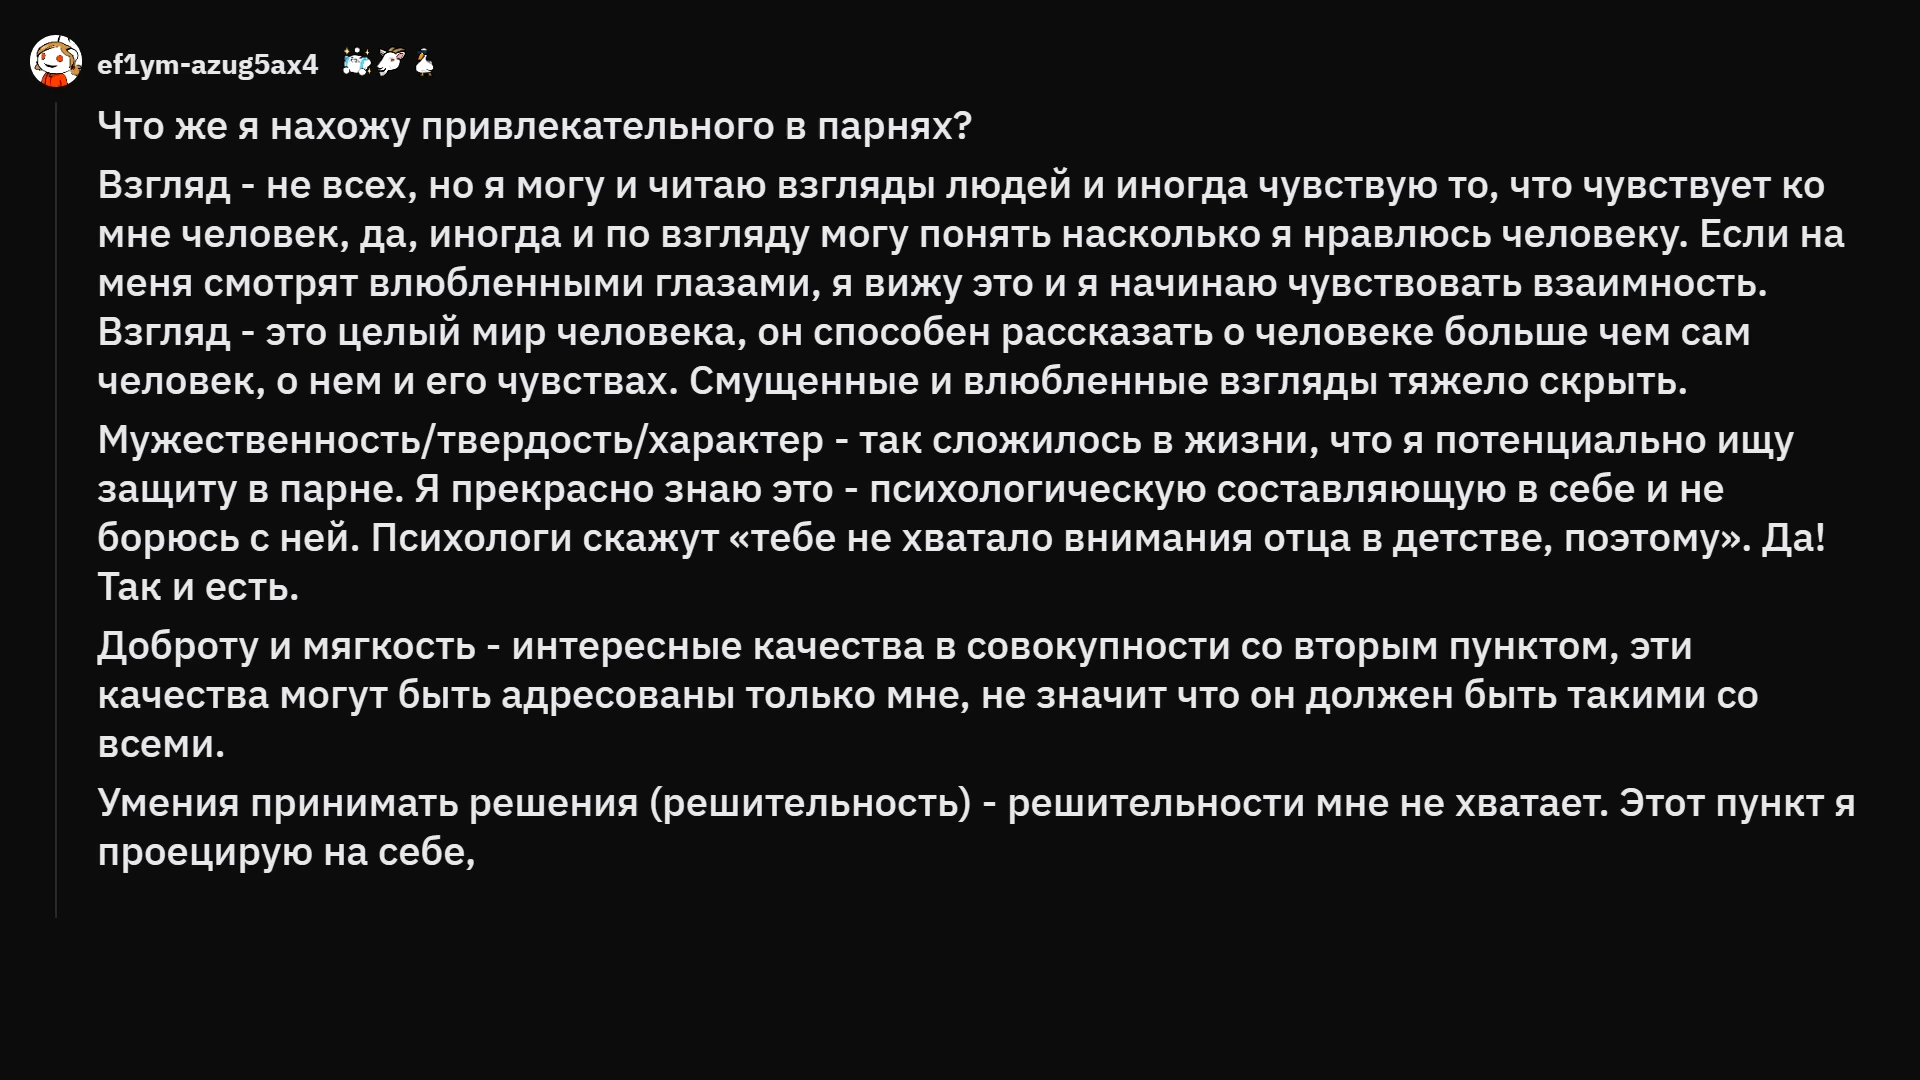 ef1ym-azug5ax4
Что же я нахожу привлекательного в парнях?
Взгляд - не всех, но я могу и читаю взгляды людей и иногда чувствую то, что чувствует ко
мне человек, да, иногда и по взгляду могу понять насколько я нравлюсь человеку. Если на
меня смотрят влюбленными глазами, я вижу это и я начинаю чувствовать взаимность.
Взгляд - это целый мир человека, он способен рассказать о человеке больше чем сам
человек, о нем и его чувствах. Смущенные и влюбленные взгляды тяжело скрыть.
Мужественность/твердость/характер - так сложилось в жизни, что я потенциально ищу
защиту в парне. Я прекрасно знаю это - психологическую составляющую в себе и не
борюсь с ней. Психологи скажут «тебе не хватало внимания отца в детстве, поэтому». Да!
Так и есть.
Доброту и мягкость - интересные качества в совокупности со вторым пунктом, эти
качества могут быть адресованы только мне, не значит что он должен быть такими со
всеми.
Умения принимать решения (решительность) - решительности мне не хватает. Этот пункт я
проецирую на себе,